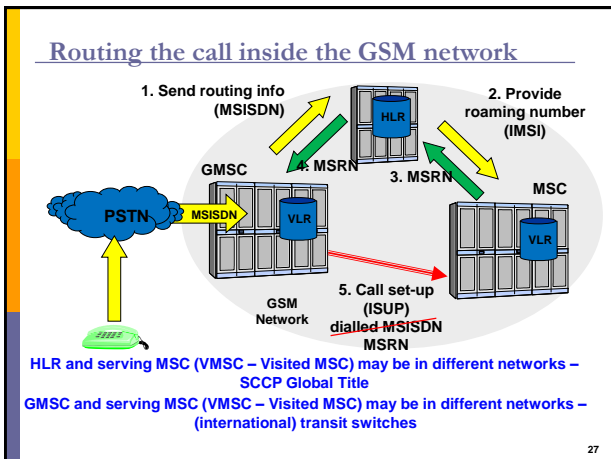 Routing the call inside the GSM network
1. Send routing info
(MSISDN)
2. Provide
roaming number
(IMSI)
HLR
4. MSRN
3. MSRN
GMSC
MSC
PSTN
MSISDN
VLR
VLR
5. Call set-up
(ISUP)
dialled MSISDN
MSRN
GSM
Network
HLR and serving MSC (VMSC – Visited MSC) may be in different networks –
SCCP Global Title
GMSC and serving MSC (VMSC – Visited MSC) may be in different networks –
(international) transit switches
27